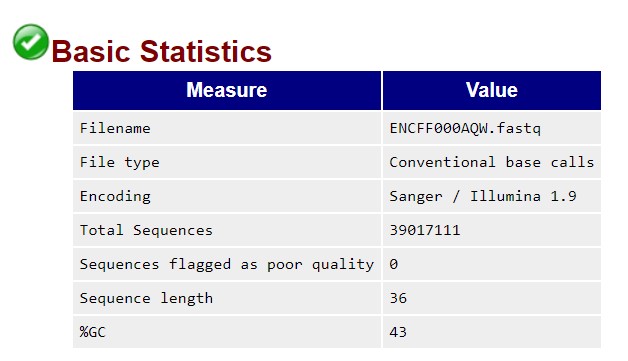 Basic Statistics
Measure Value
Filename ENCFF000AQW.fastq
File type Conventional base calls
Encoding Sanger / Illumina 1.9
Total Sequences 39017111
Sequences flagged as poor quality 0
Sequence length 36
%GC 43